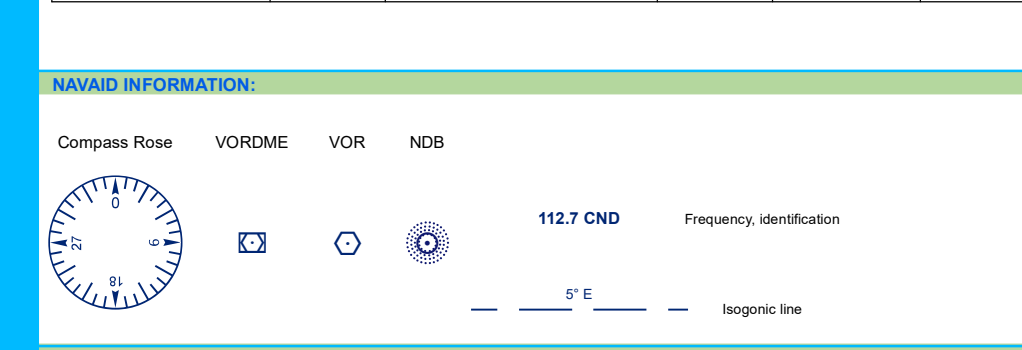 NAVAID INFORMATION:
Compass Rose VORDME VOR NDB
0
27 9
18
112.7 CND Frequency, identification
5° E
Isogonic line